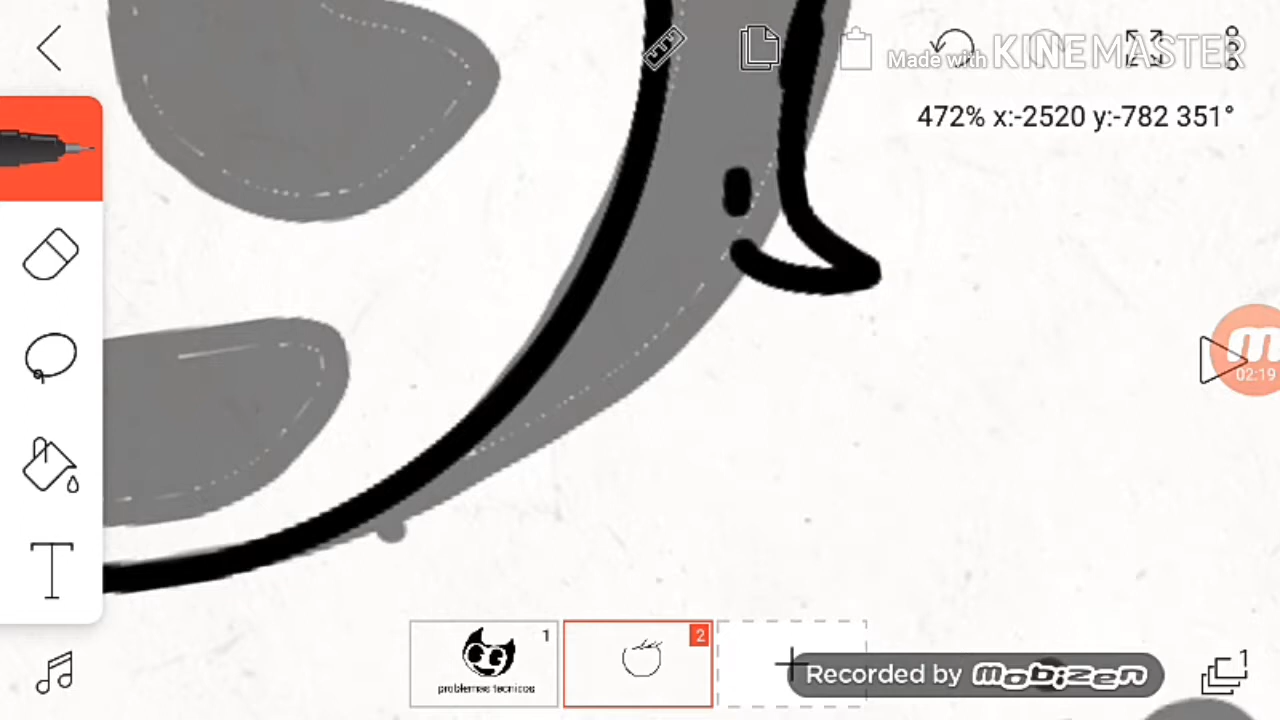 Made with KINEMASTER
472% x:-2520 y:-782 351°
02:19
T
1
2
problemas tecnicos
Recorded by mobizen
1